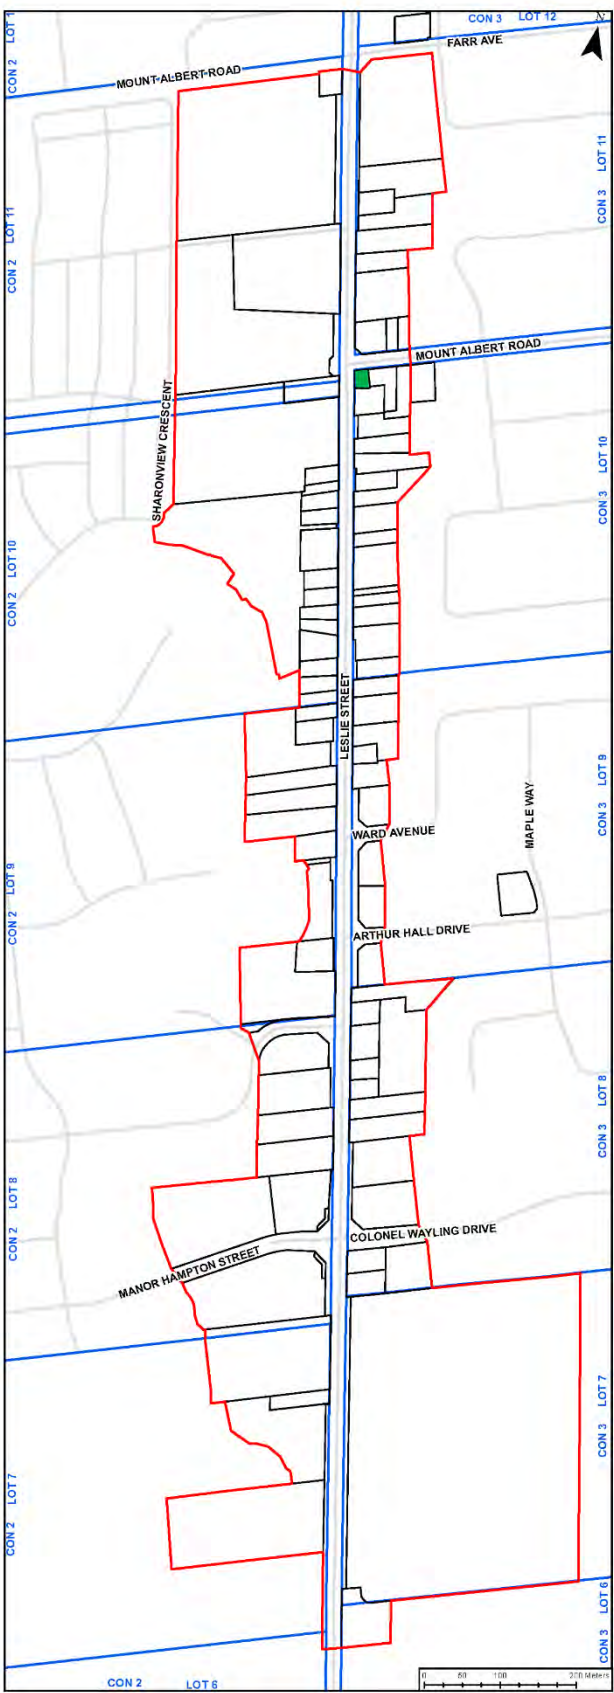 CON 3 LOT 12
N
FARR AVE
CON 2 LOT 1
MOUNT ALBERT ROAD
CON 3 LOT 11
CON 2 LOT 11
MOUNT ALBERT ROAD
SHARONVIEW CRESCENT
CON 3 LOT 10
CON 2 LOT 10
LESLIE STREET
CON 3 LOT 9
MAPLE WAY
WARD AVENUE
CON 2 LOT 9
ARTHUR HALL DRIVE
CON 3 LOT 8
CON 2 LOT 8
COLONEL WAYLING DRIVE
MANOR HAMPTON STREET
CON 3 LOT 7
CON 2 LOT 7
CON 3 LOT 6
CON 2 LOT 6
0 50 100 200 Meters